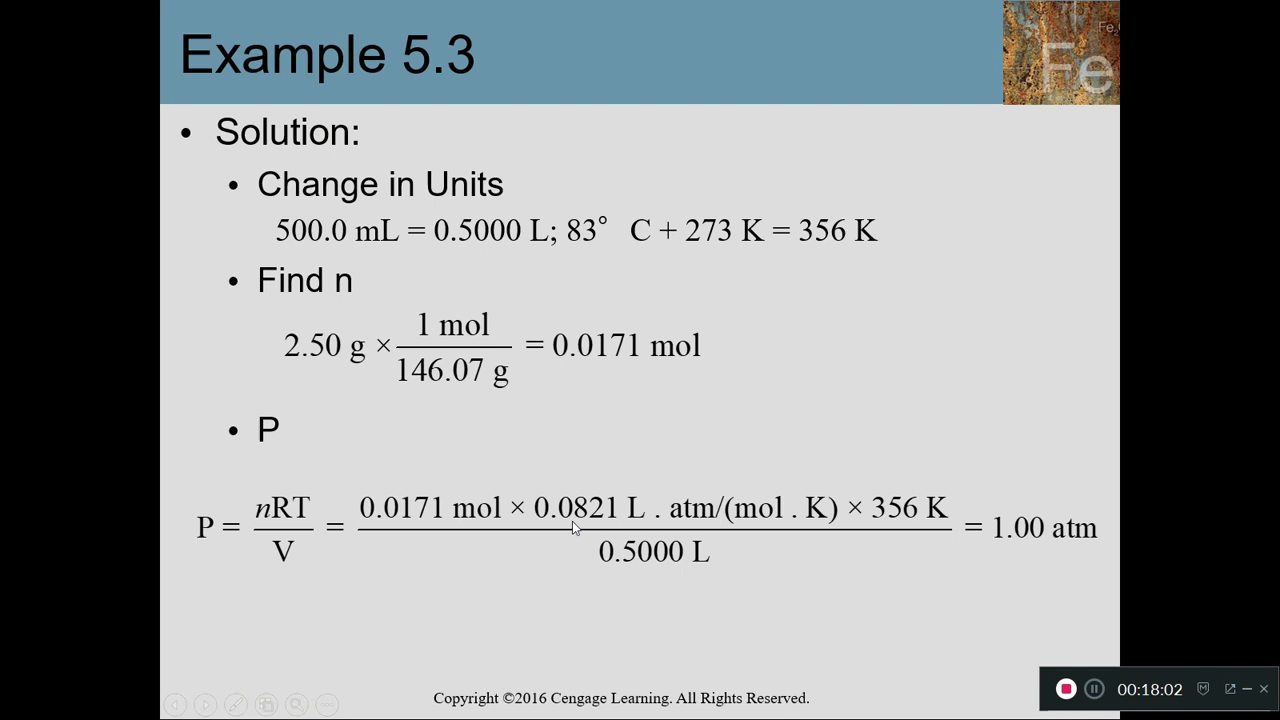 Example 5.3
Fe
Fe
• Solution:
• Change in Units
500.0 mL = 0.5000 L; 83° C + 273 K = 356 K
• Find n
2.50 g × 1 mol / 146.07 g = 0.0171 mol
• P
P = nRT / V = 0.0171 mol × 0.0821 L . atm/(mol . K) × 356 K / 0.5000 L = 1.00 atm
Copyright ©2016 Cengage Learning. All Rights Reserved.
00:18:02